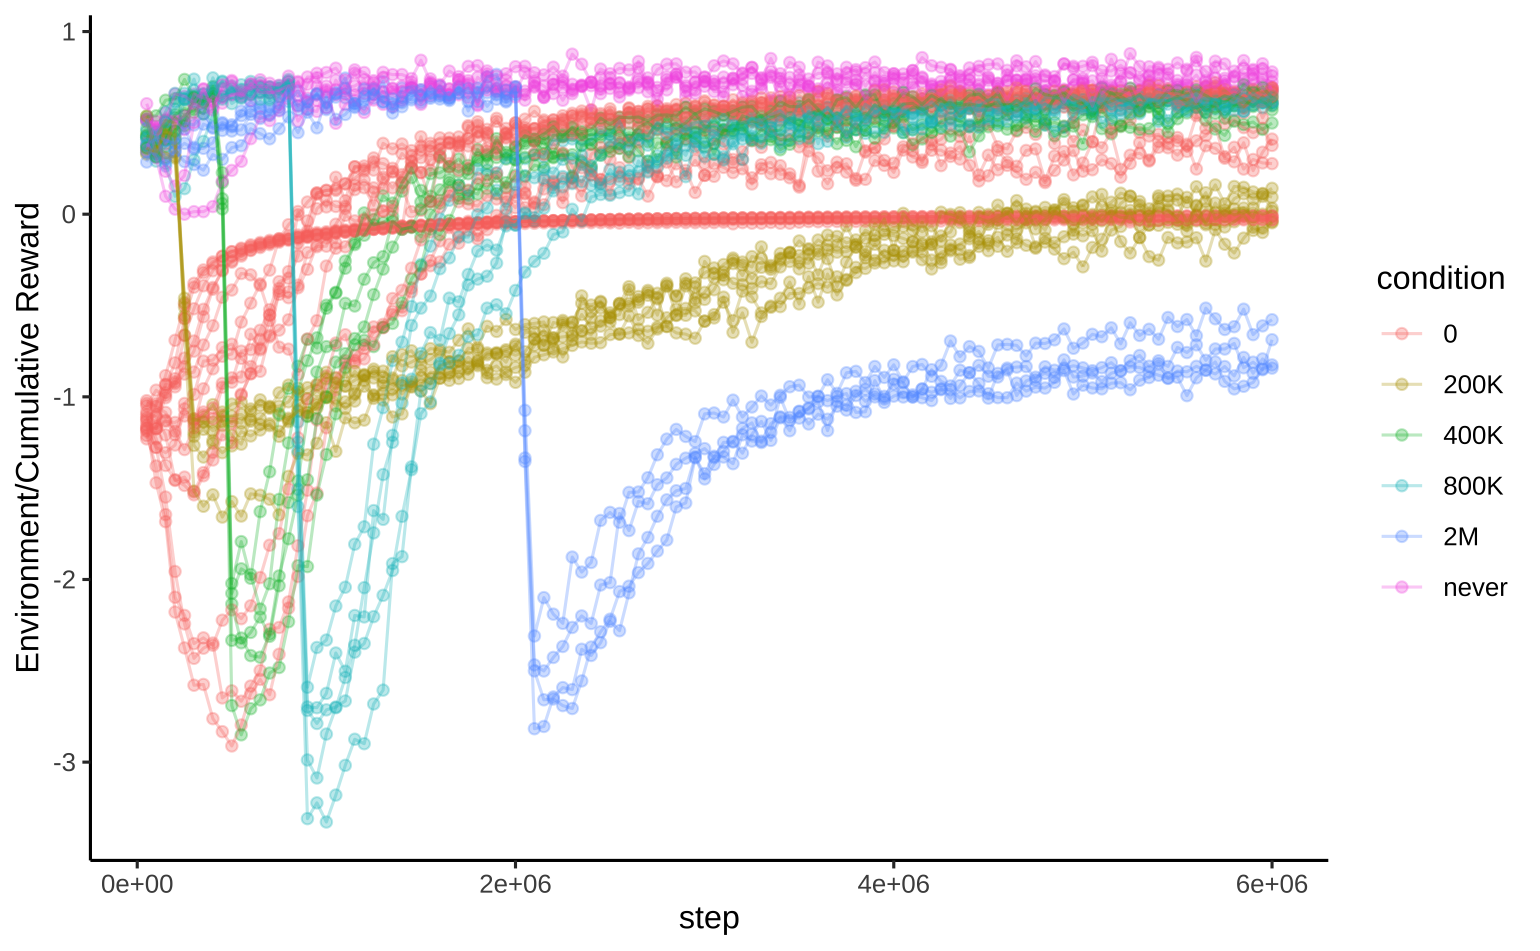 1
0
-1
-2
-3
Environment/Cumulative Reward
0e+00
2e+06
4e+06
6e+06
step
condition
0
200K
400K
800K
2M
never